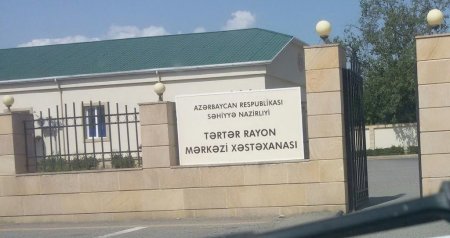 AZƏRBAYCAN RESPUBLİKASI
SƏHİYYƏ NAZİRLİYİ
TƏRTƏR RAYON
MƏRKƏZİ XƏSTƏXANASI